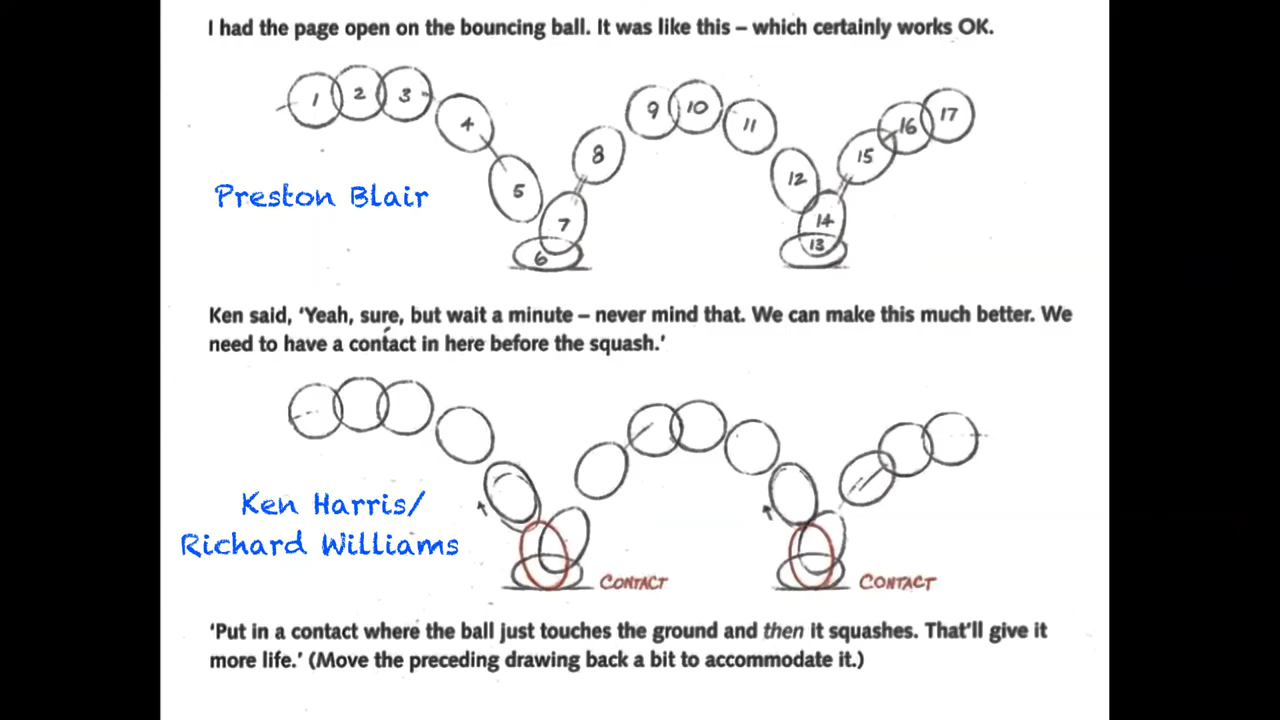 I had the page open on the bouncing ball. It was like this – which certainly works OK.
1 2 3 4 5 6 7 8 9 10 11 12 13 14 15 16 17
Preston Blair
Ken said, ‘Yeah, sure, but wait a minute – never mind that. We can make this much better. We
need to have a contact in here before the squash.’
Ken Harris/
Richard Williams
CONTACT CONTACT
‘Put in a contact where the ball just touches the ground and then it squashes. That’ll give it
more life.’ (Move the preceding drawing back a bit to accommodate it.)